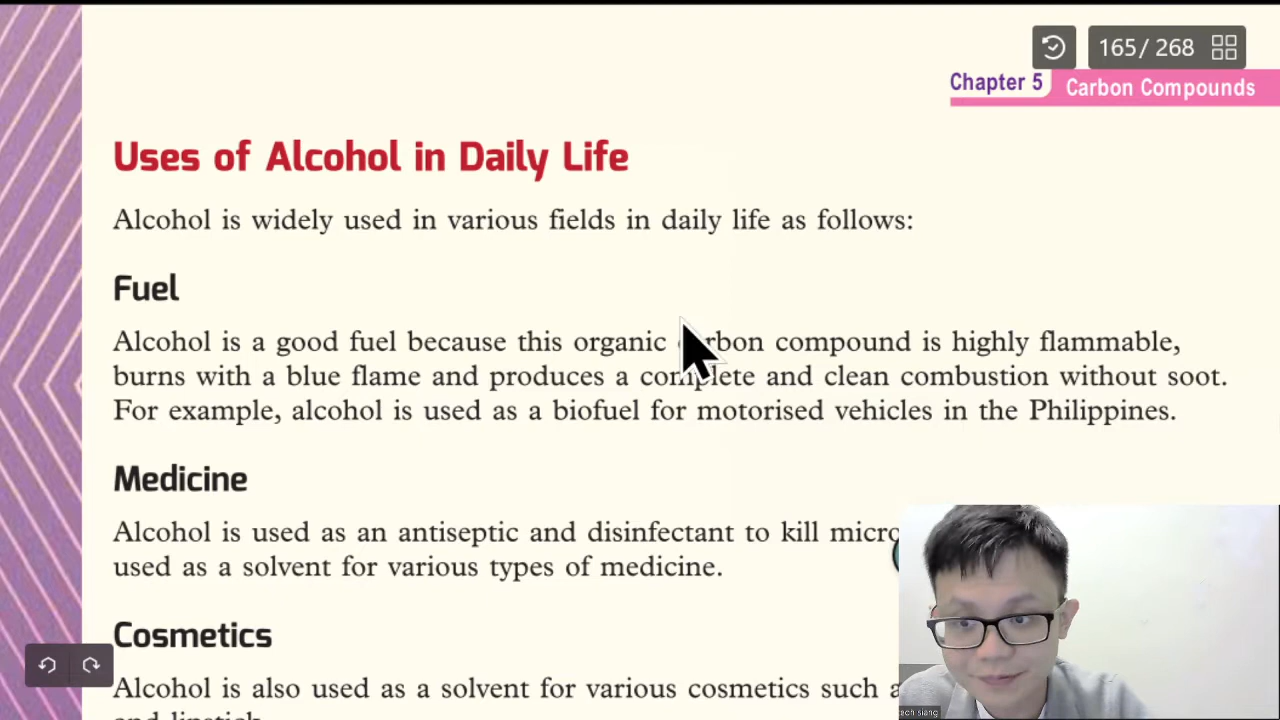 165/ 268
Chapter 5 Carbon Compounds
Uses of Alcohol in Daily Life
Alcohol is widely used in various fields in daily life as follows:
Fuel
Alcohol is a good fuel because this organic compound is highly flammable,
burns with a blue flame and produces a complete and clean combustion without soot.
For example, alcohol is used as a biofuel for motorised vehicles in the Philippines.
Medicine
Alcohol is used as an antiseptic and disinfectant to kill
used as a solvent for various types of medicine.
Cosmetics
Alcohol is also used as a solvent for various cosmetics such
and lipstick
siang